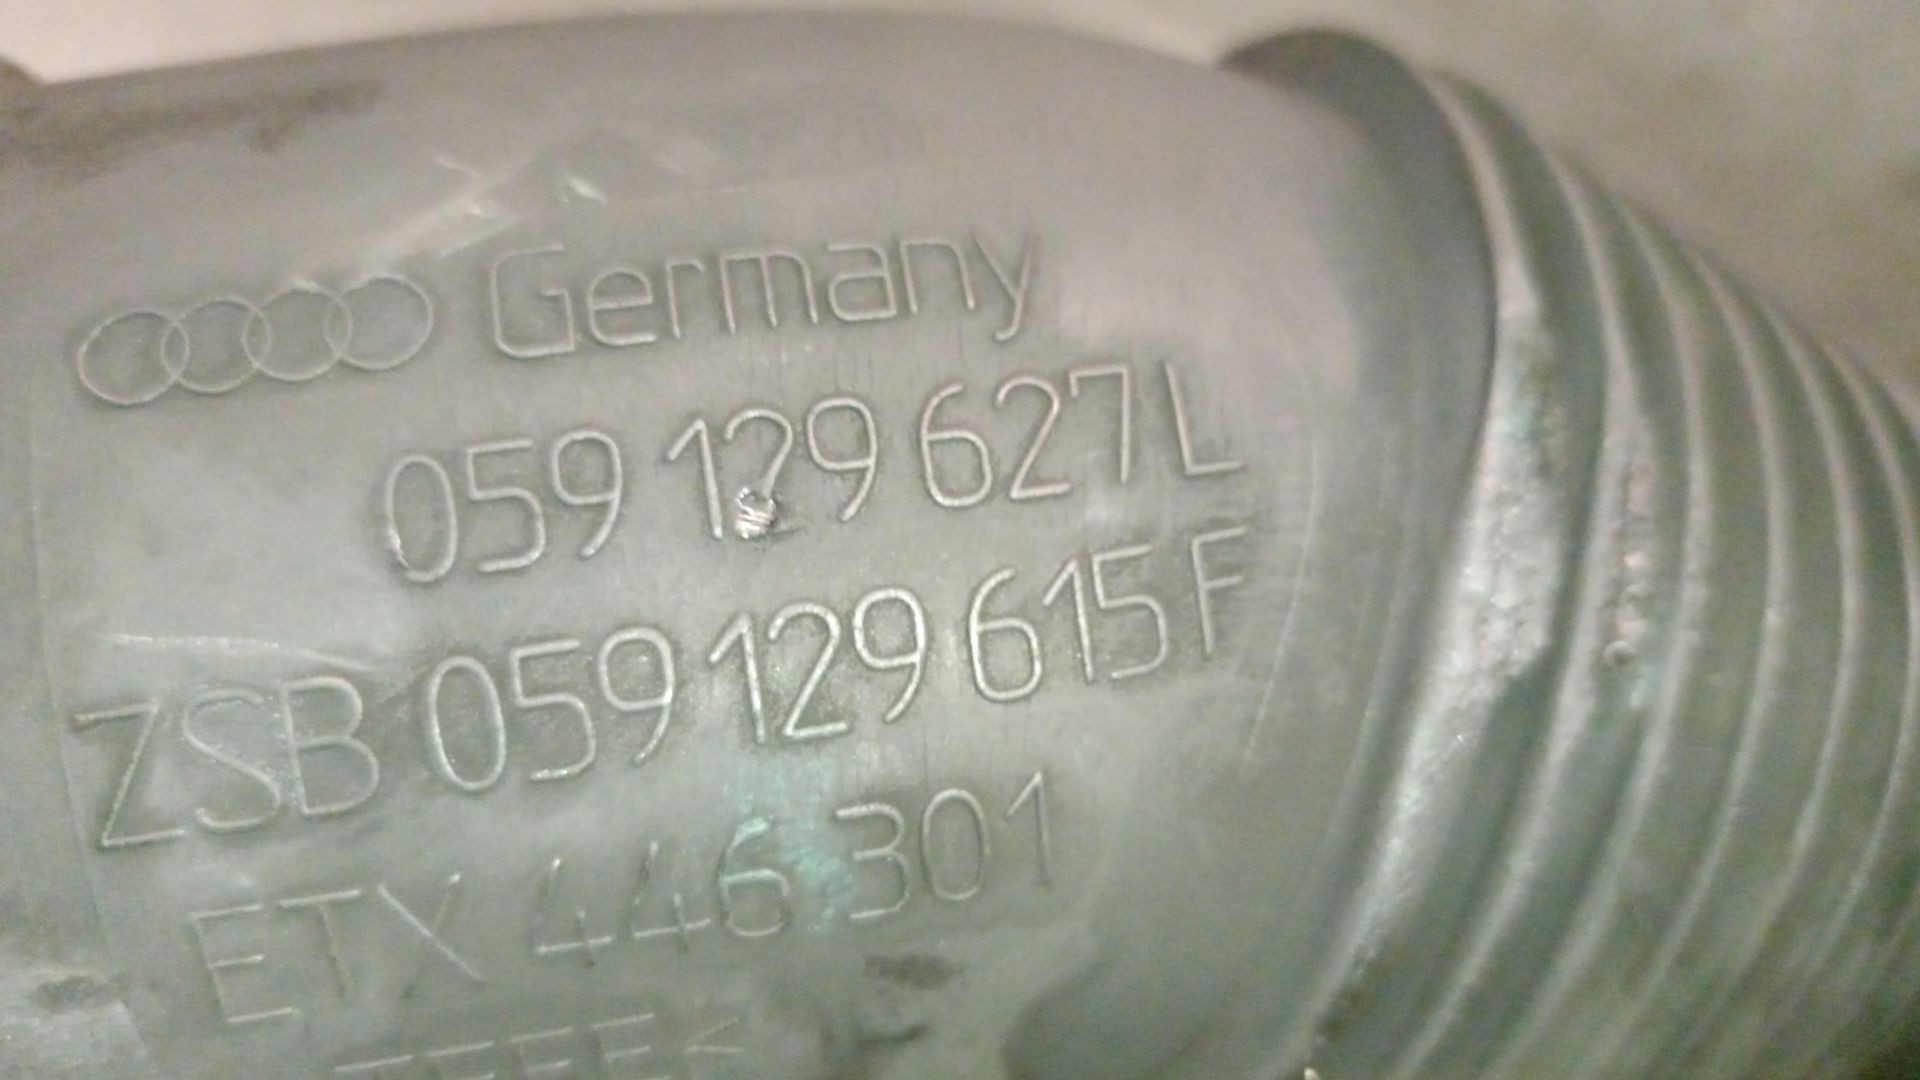 Germany
059 129 627 L
ZSB 059 129 615 F
ETX 446 301